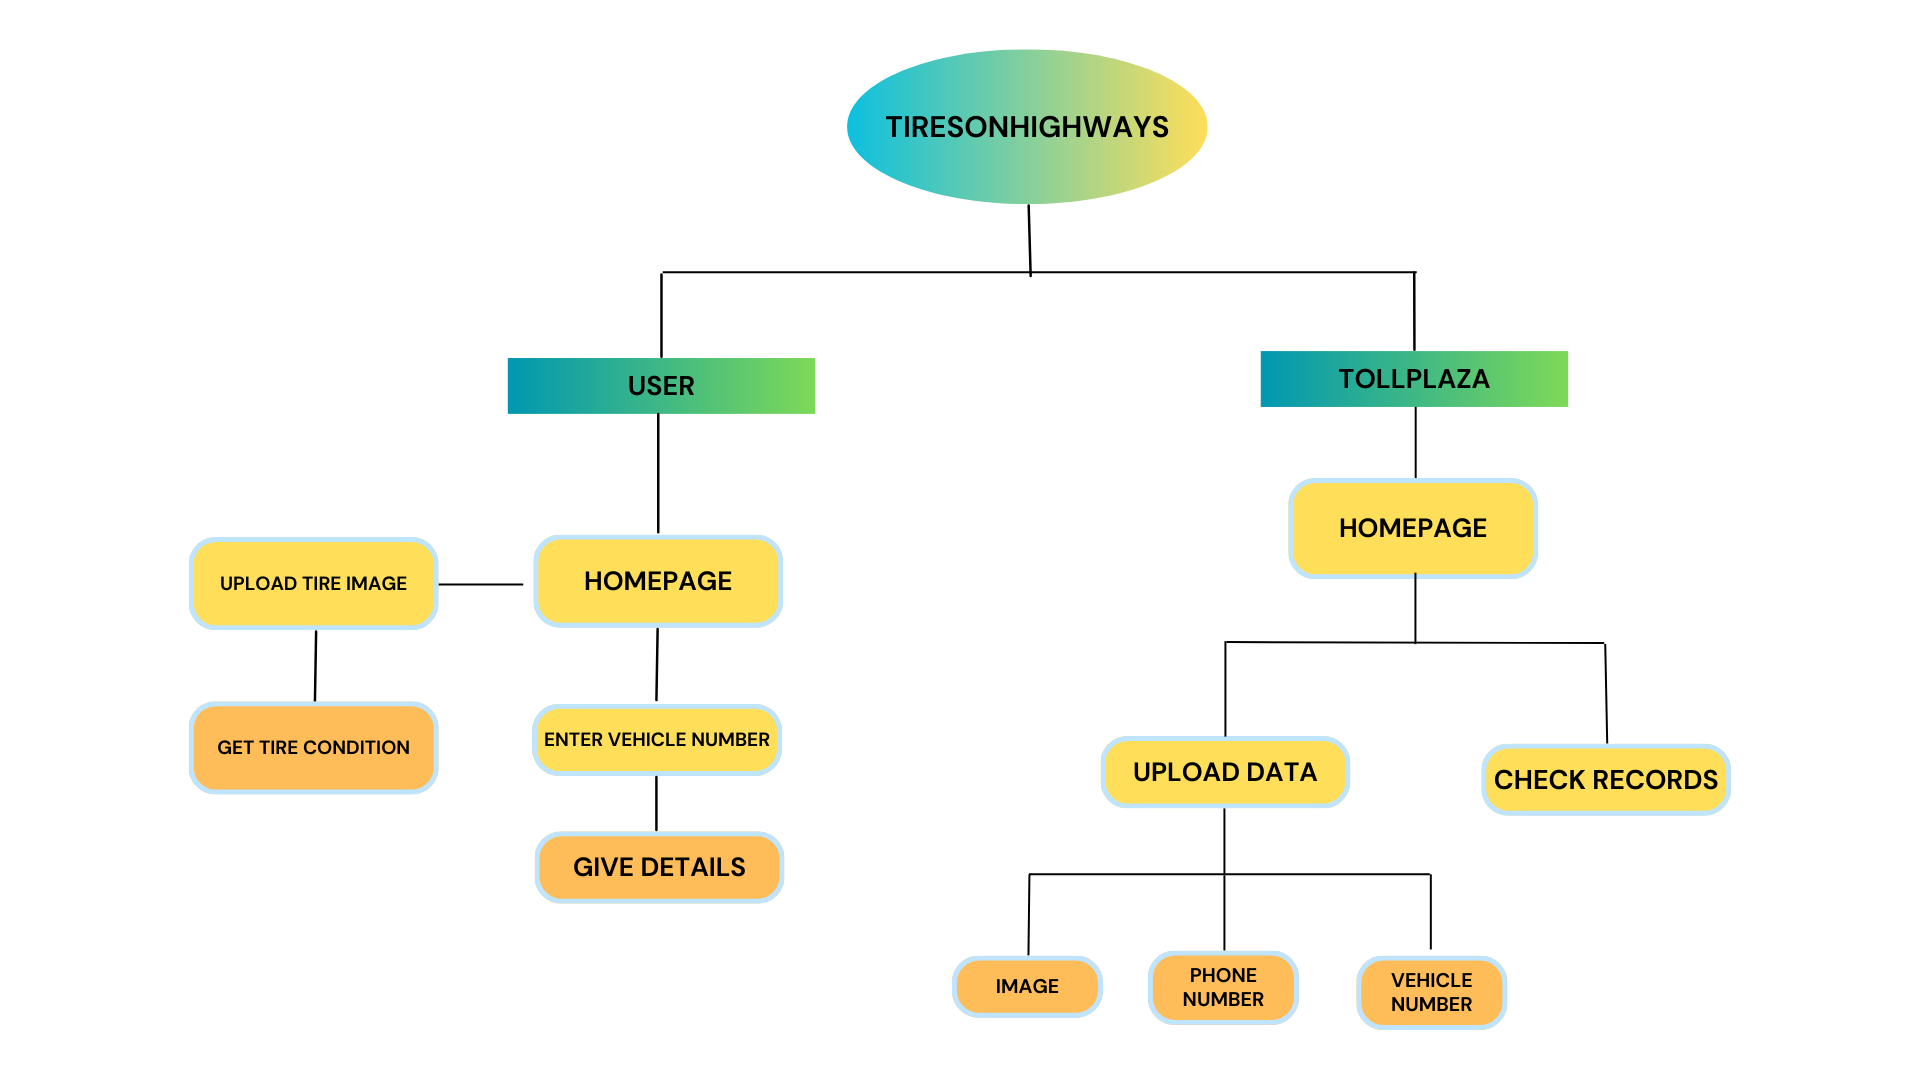 TIRESONHIGHWAYS
USER
TOLLPLAZA
HOMEPAGE
UPLOAD TIRE IMAGE
HOMEPAGE
GET TIRE CONDITION
ENTER VEHICLE NUMBER
UPLOAD DATA
CHECK RECORDS
GIVE DETAILS
IMAGE
PHONE
NUMBER
VEHICLE
NUMBER